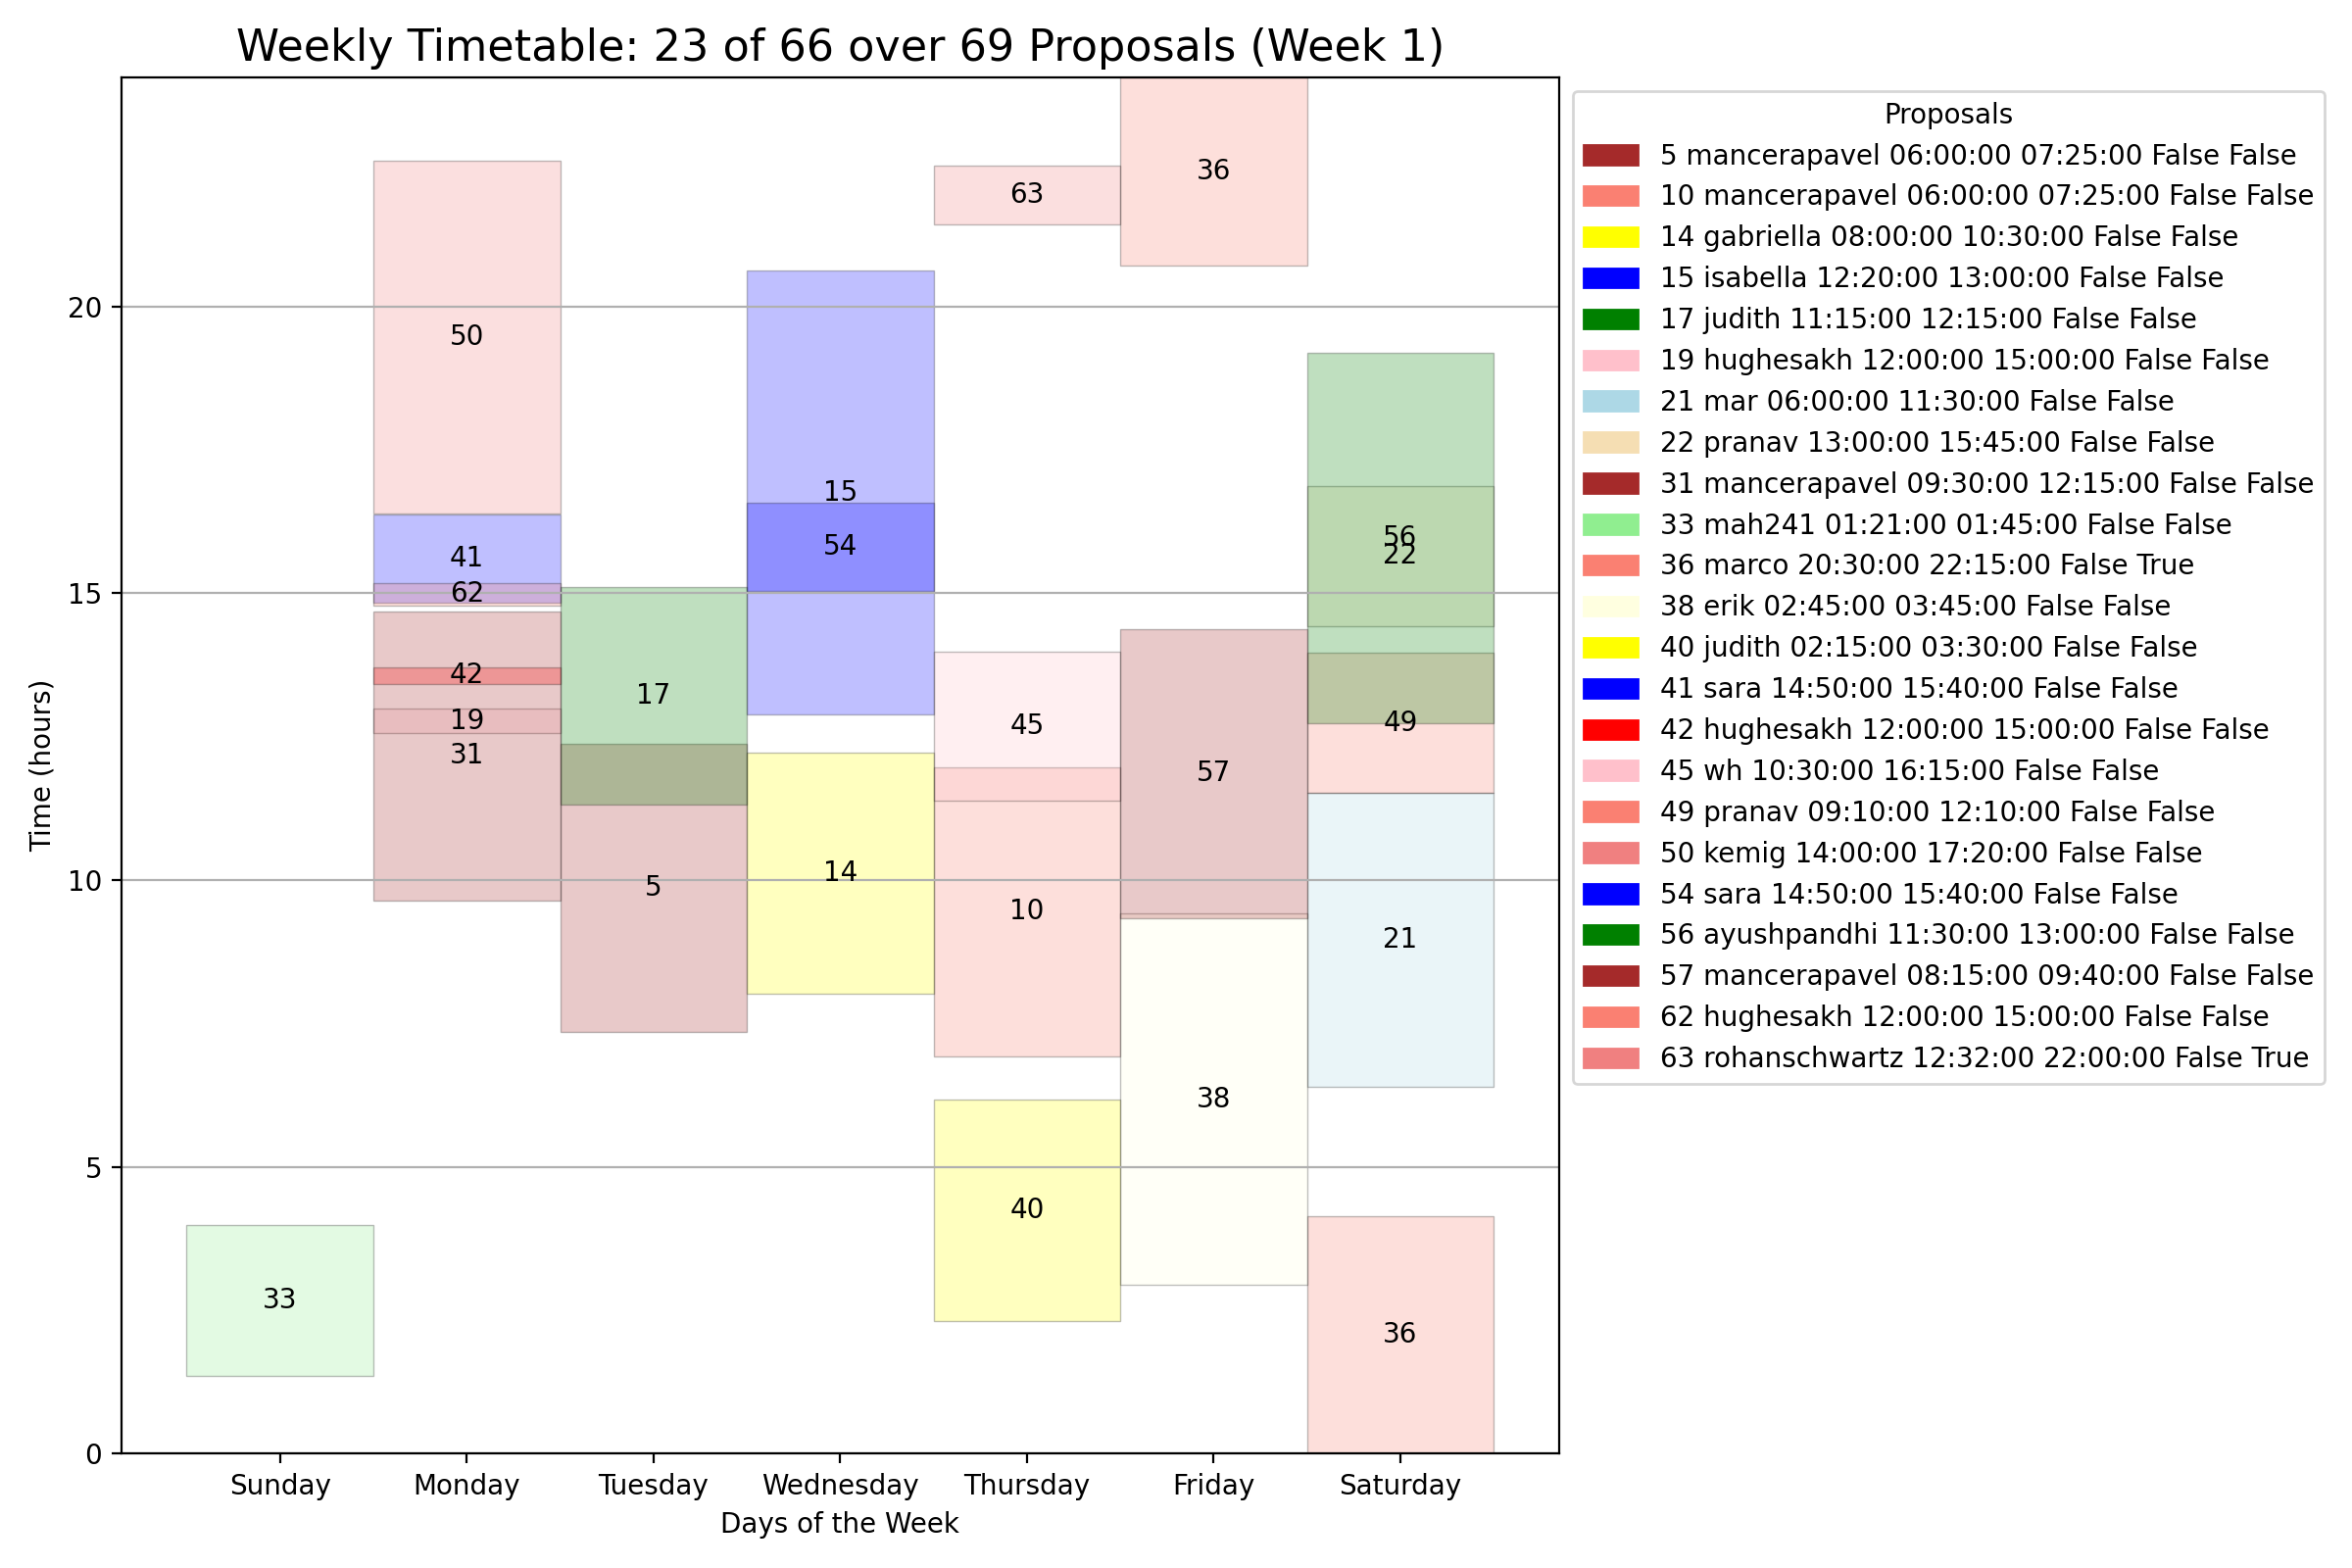 Weekly Timetable: 23 of 66 over 69 Proposals (Week 1)
Time (hours)
20
15
10
5
0
50
41
62
42
19
31
33
17
5
15
54
14
63
45
10
40
36
57
38
56
22
49
21
36
Sunday
Monday
Tuesday
Wednesday
Thursday
Friday
Saturday
Days of the Week
Proposals
5 mancerapavel 06:00:00 07:25:00 False False
10 mancerapavel 06:00:00 07:25:00 False False
14 gabriella 08:00:00 10:30:00 False False
15 isabella 12:20:00 13:00:00 False False
17 judith 11:15:00 12:15:00 False False
19 hughesakh 12:00:00 15:00:00 False False
21 mar 06:00:00 11:30:00 False False
22 pranav 13:00:00 15:45:00 False False
31 mancerapavel 09:30:00 12:15:00 False False
33 mah241 01:21:00 01:45:00 False False
36 marco 20:30:00 22:15:00 False True
38 erik 02:45:00 03:45:00 False False
40 judith 02:15:00 03:30:00 False False
41 sara 14:50:00 15:40:00 False False
42 hughesakh 12:00:00 15:00:00 False False
45 wh 10:30:00 16:15:00 False False
49 pranav 09:10:00 12:10:00 False False
50 kemig 14:00:00 17:20:00 False False
54 sara 14:50:00 15:40:00 False False
56 ayushpandhi 11:30:00 13:00:00 False False
57 mancerapavel 08:15:00 09:40:00 False False
62 hughesakh 12:00:00 15:00:00 False False
63 rohanschwartz 12:32:00 22:00:00 False True